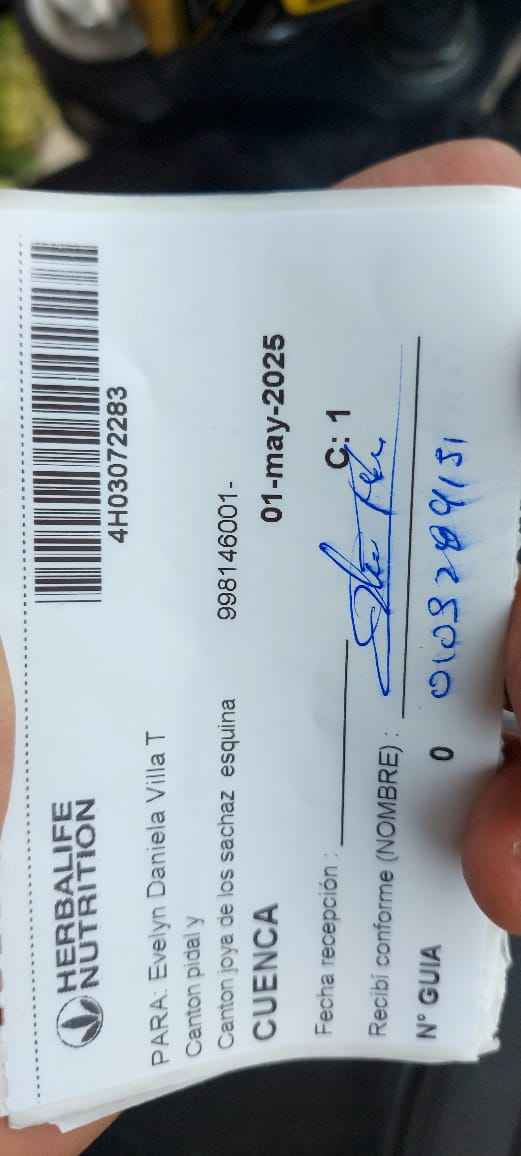 HERBALIFE
NUTRITION
4H03072283
PARA: Evelyn Daniela Villa T
Canton pidal y
Canton joya de los sachaz esquina 998146001-
CUENCA 01-may-2025
Fecha recepción : C: 1
Recibí conforme (NOMBRE) :
N° GUIA 0